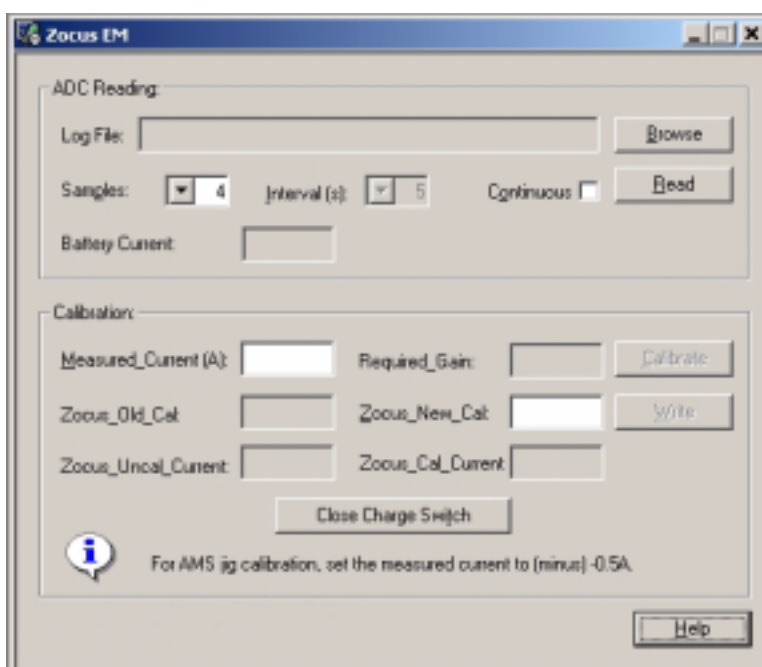 Zocus EM
ADC Reading:
Log File: Browse
Samples: 4 Interval (s): 5 Continuous Read
Battery Current:
Calibration:
Measured_Current (A): Required_Gain: Calibrate
Zocus_Old_Cal: Zocus_New_Cal: Write
Zocus_Uncal_Current: Zocus_Cal_Current
Close Charge Switch
For AMS jig calibration, set the measured current to (minus) -0.5A.
Help